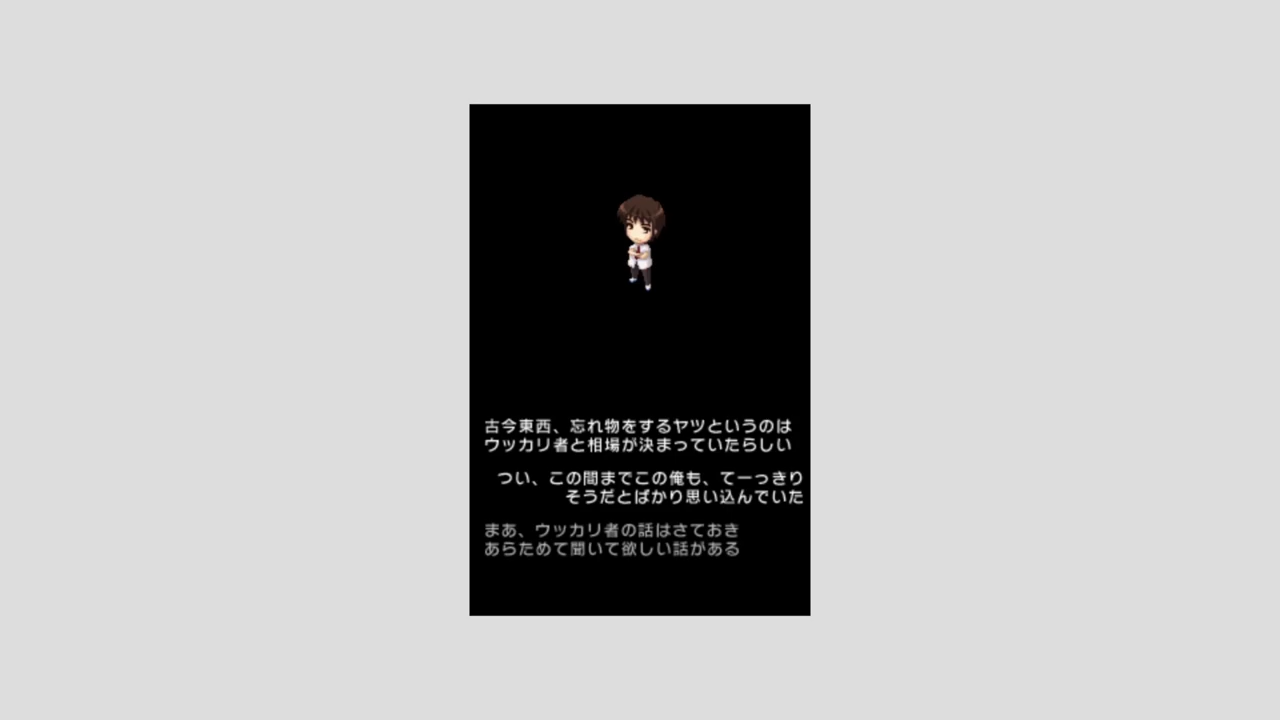 古今東西、忘れ物をするヤツというのは
ウッカリ者と相場が決まっていたらしい
つい、この間までこの俺も、てーっきり
そうだとばかり思い込んでいた
まあ、ウッカリ者の話はさておき
あらためて聞いて欲しい話がある